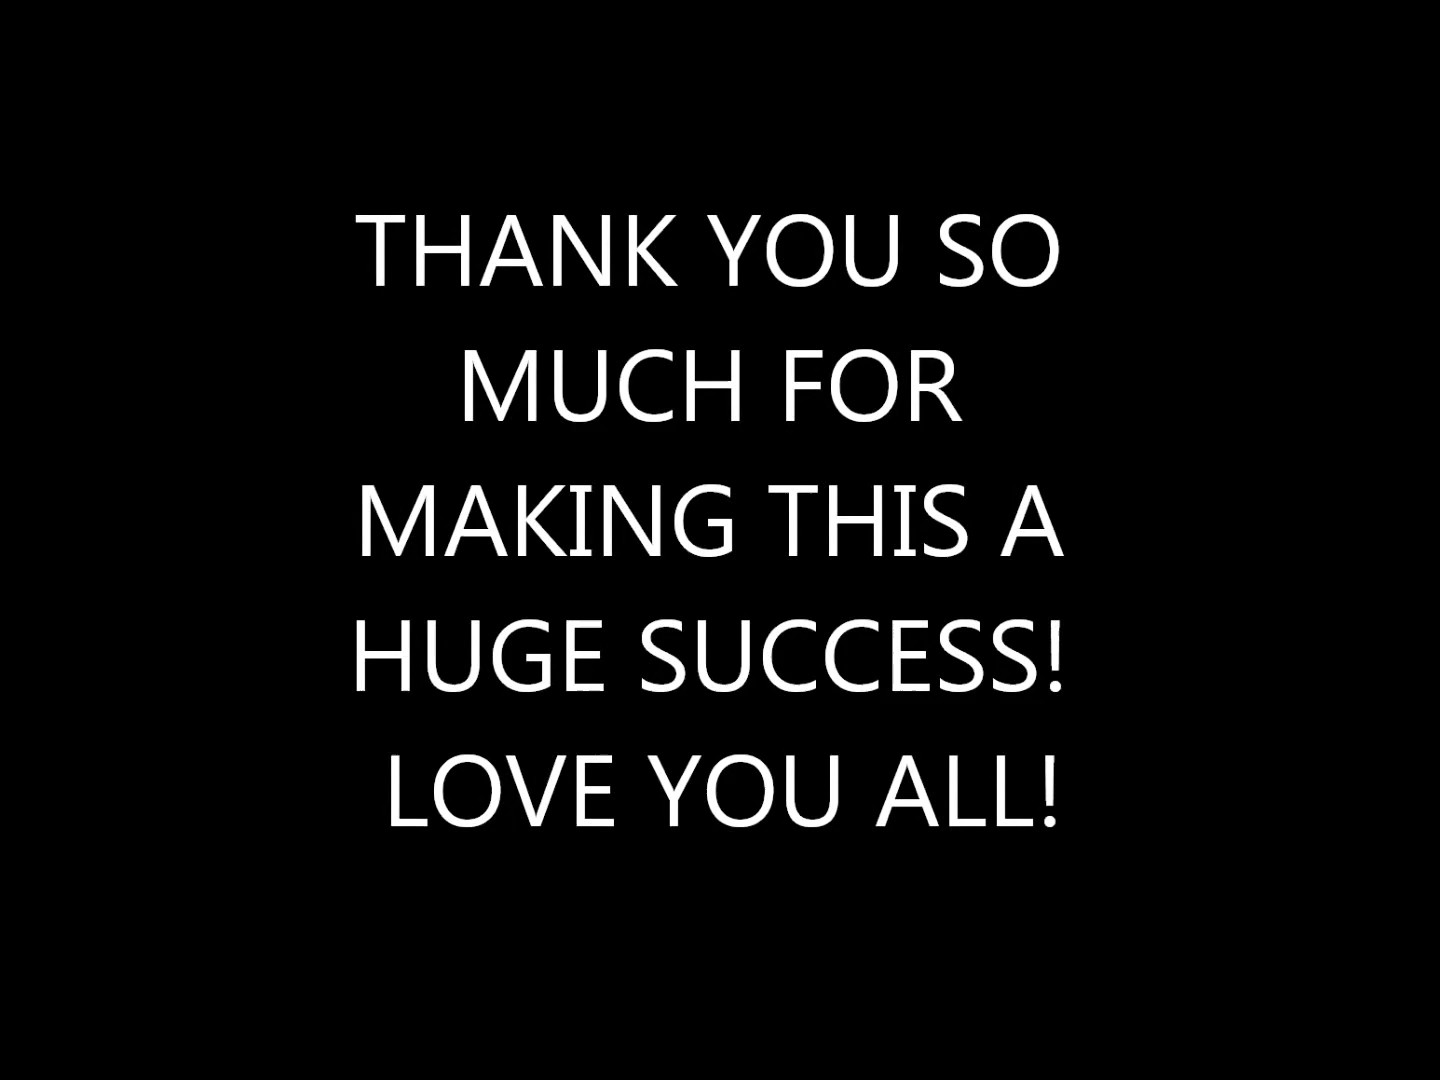 THANK YOU SO
MUCH FOR
MAKING THIS A
HUGE SUCCESS!
LOVE YOU ALL!